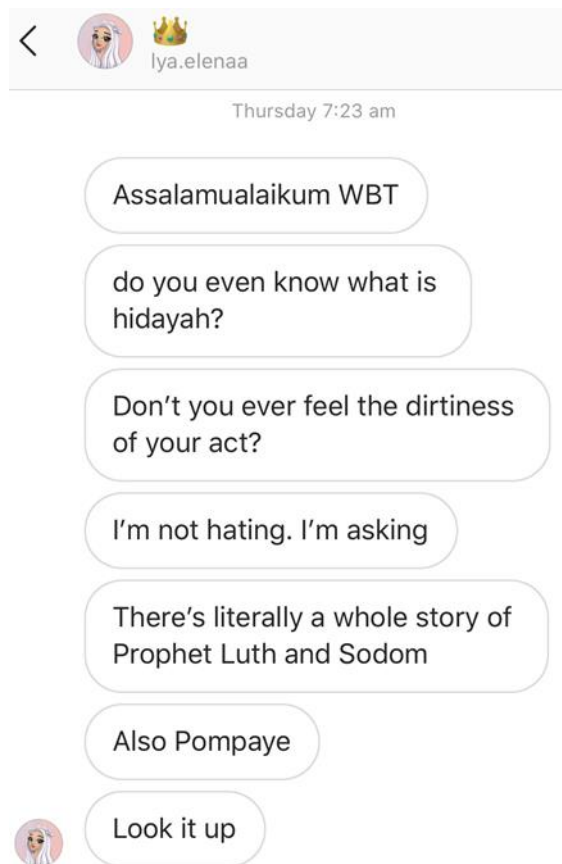 lya.elenaa
Thursday 7:23 am
Assalamualaikum WBT
do you even know what is
hidayah?
Don't you ever feel the dirtiness
of your act?
I'm not hating. I'm asking
There's literally a whole story of
Prophet Luth and Sodom
Also Pompaye
Look it up